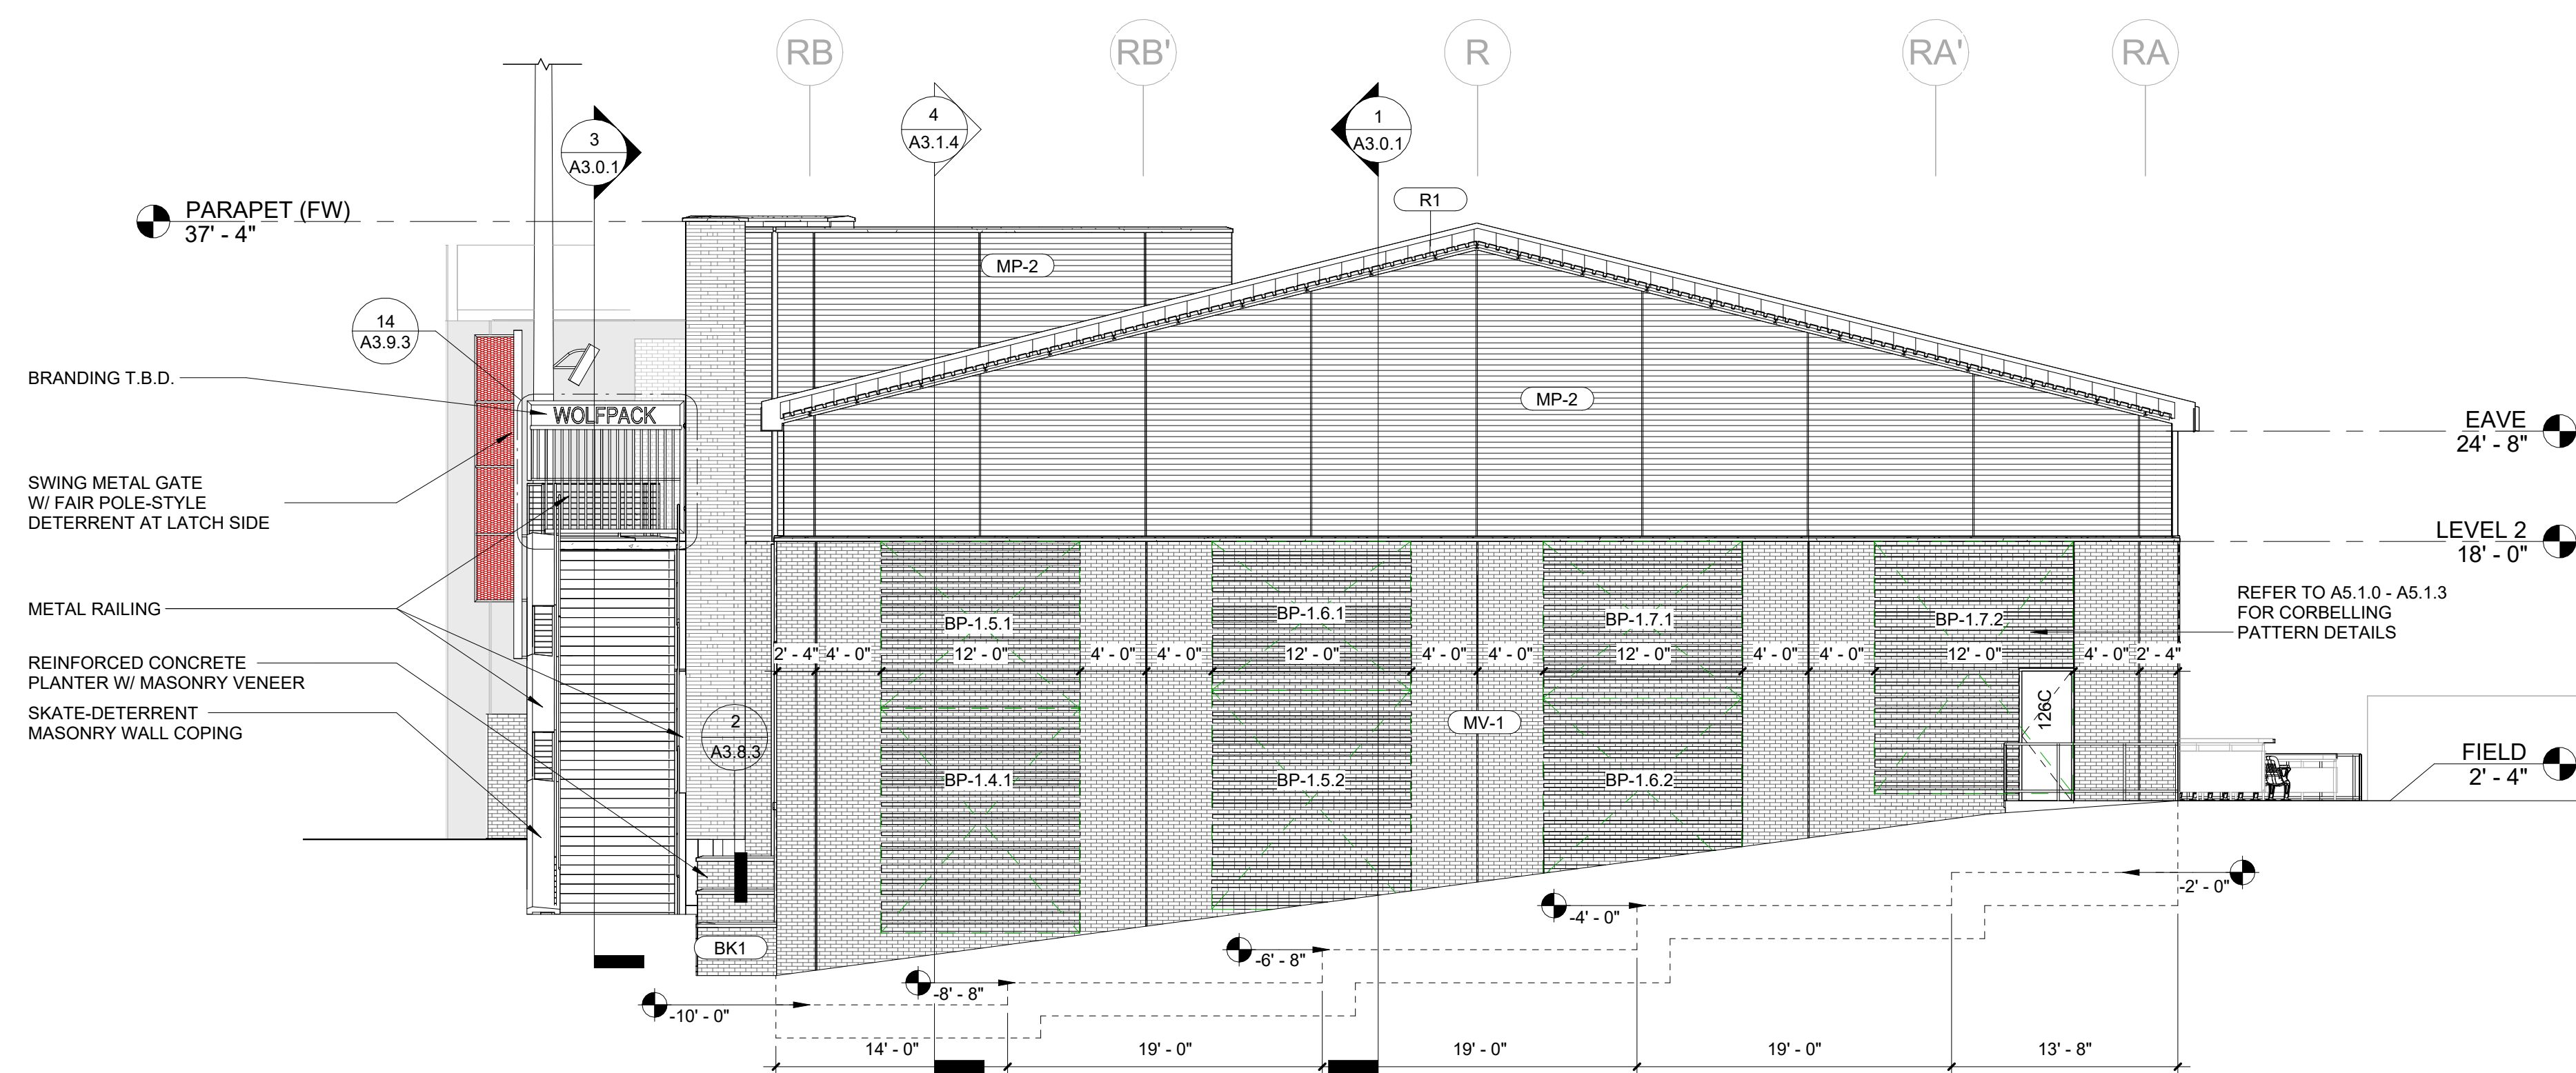 RB
RB'
R
RA'
RA
3
A3.0.1
4
A3.1.4
1
A3.0.1
R1
PARAPET (FW)
37' - 4"
MP-2
14
A3.9.3
BRANDING T.B.D.
WOLFPACK
MP-2
EAVE
24' - 8"
SWING METAL GATE
W/ FAIR POLE-STYLE
DETERRENT AT LATCH SIDE
LEVEL 2
18' - 0"
METAL RAILING
BP-1.5.1
BP-1.6.1
BP-1.7.1
BP-1.7.2
REFER TO A5.1.0 - A5.1.3
FOR CORBELLING
PATTERN DETAILS
2' - 4" 4' - 0" 12' - 0" 4' - 0" 4' - 0" 12' - 0" 4' - 0" 4' - 0" 12' - 0" 4' - 0" 4' - 0" 12' - 0" 4' - 0" 2' - 4"
REINFORCED CONCRETE
PLANTER W/ MASONRY VENEER
SKATE-DETERRENT
MASONRY WALL COPING
2
A3.8.3
MV-1
126C
FIELD
2' - 4"
BP-1.4.1
BP-1.5.2
BP-1.6.2
-2' - 0"
-4' - 0"
BK1
-6' - 8"
-8' - 8"
-10' - 0"
14' - 0" 19' - 0" 19' - 0" 19' - 0" 13' - 8"